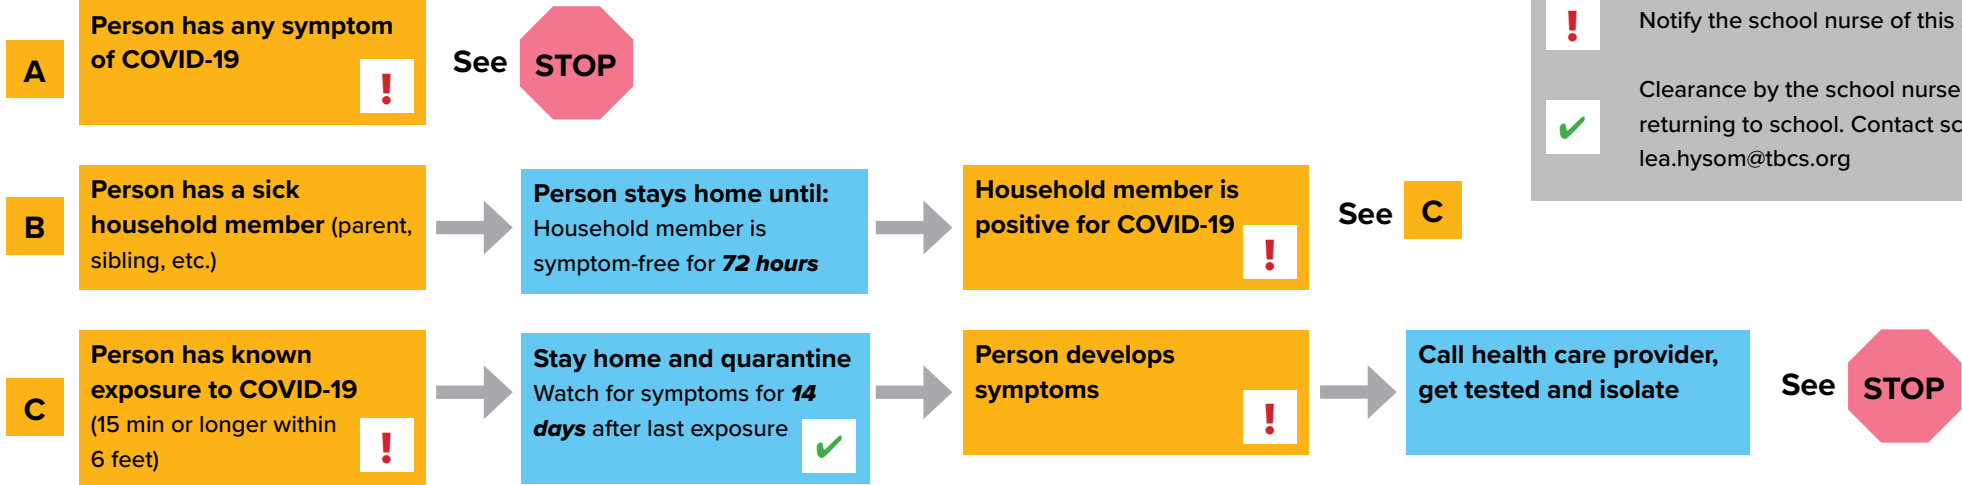 A
Person has any symptom
of COVID-19
!
See STOP
! Notify the school nurse of this
Clearance by the school nurse
✔ returning to school. Contact
lea.hysom@tbcs.org
B
Person has a sick
household member (parent,
sibling, etc.)
Person stays home until:
Household member is
symptom-free for 72 hours
Household member is
positive for COVID-19
!
See C
C
Person has known
exposure to COVID-19
(15 min or longer within
6 feet)
!
Stay home and quarantine
Watch for symptoms for 14
days after last exposure
✔
Person develops
symptoms
!
Call health care provider,
get tested and isolate
See STOP